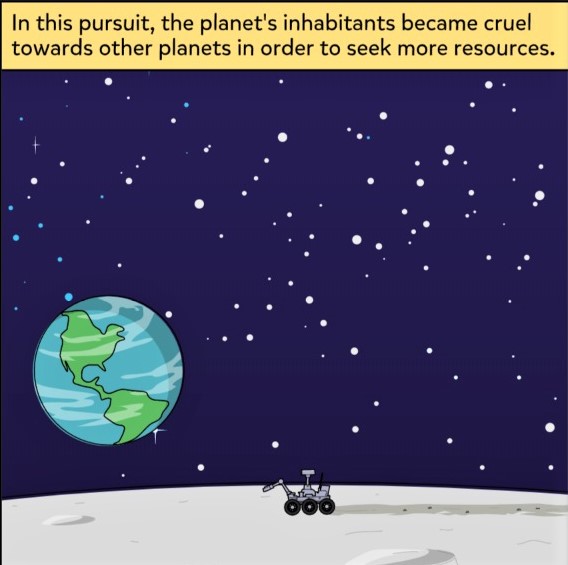 In this pursuit, the planet's inhabitants became cruel
towards other planets in order to seek more resources.